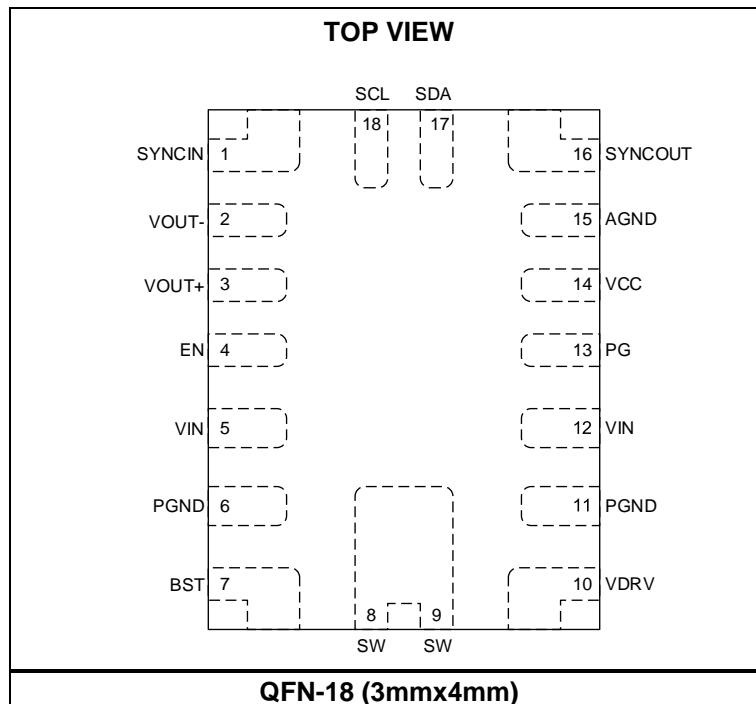 TOP VIEW
SCL SDA
18 17
SYNCIN 1 16 SYNCOUT
VOUT- 2 15 AGND
VOUT+ 3 14 VCC
EN 4 13 PG
VIN 5 12 VIN
PGND 6 11 PGND
BST 7 10 VDRV
8 9
SW SW
QFN-18 (3mmx4mm)